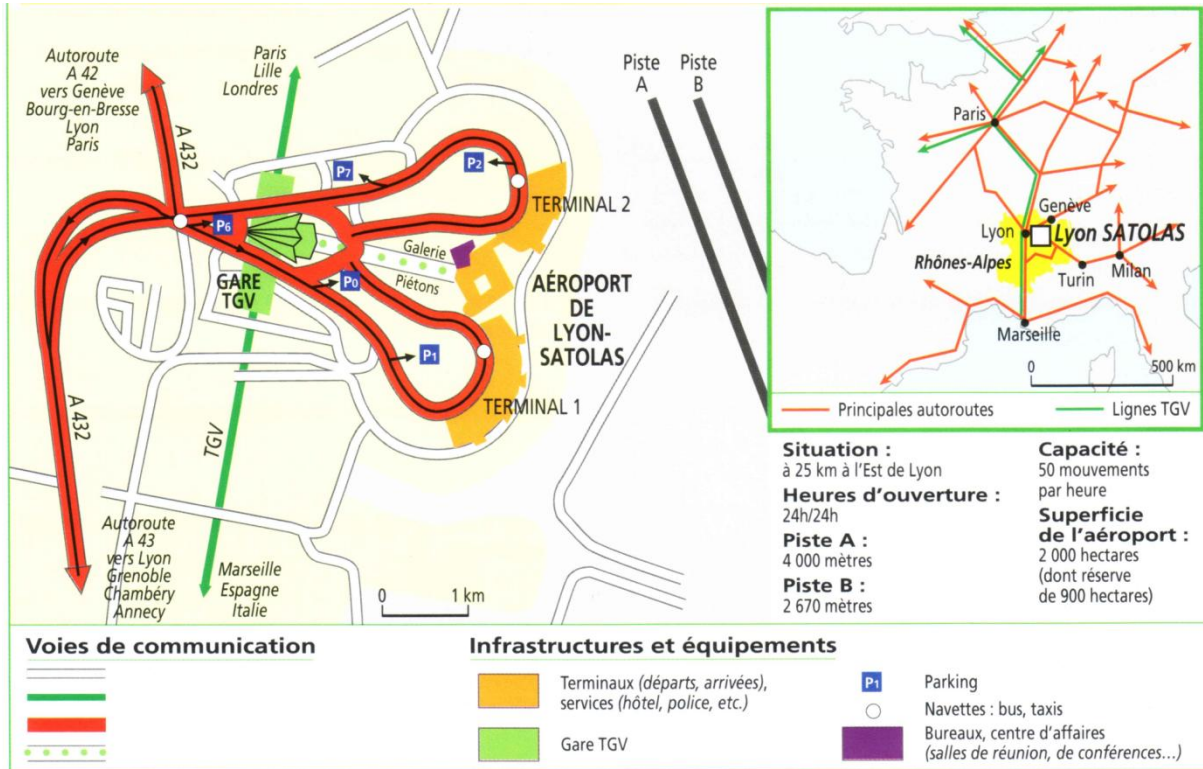 Autoroute
A 42
vers Genève
Bourg-en-Bresse
Lyon
Paris
Paris
Lille
Londres
A 432
P7
P2
P6
TERMINAL 2
Galerie
Piétons
GARE
TGV
P0
AÉROPORT
DE
LYON-
SATOLAS
P1
TERMINAL 1
A 432
TGV
Autoroute
A 43
vers Lyon
Grenoble
Chambéry
Annecy
Marseille
Espagne
Italie
0 1 km
Piste
A
Piste
B
Paris
Genève
Lyon
Lyon SATOLAS
Rhônes-Alpes
Turin
Milan
Marseille
0 500 km
Principales autoroutes
Lignes TGV
Situation :
à 25 km à l'Est de Lyon
Heures d'ouverture :
24h/24h
Piste A :
4 000 mètres
Piste B :
2 670 mètres
Capacité :
50 mouvements
par heure
Superficie
de l'aéroport :
2 000 hectares
(dont réserve
de 900 hectares)
Voies de communication
Infrastructures et équipements
Terminaux (départs, arrivées),
services (hôtel, police, etc.)
Gare TGV
P1
Parking
Navettes : bus, taxis
Bureaux, centre d'affaires
(salles de réunion, de conférences...)